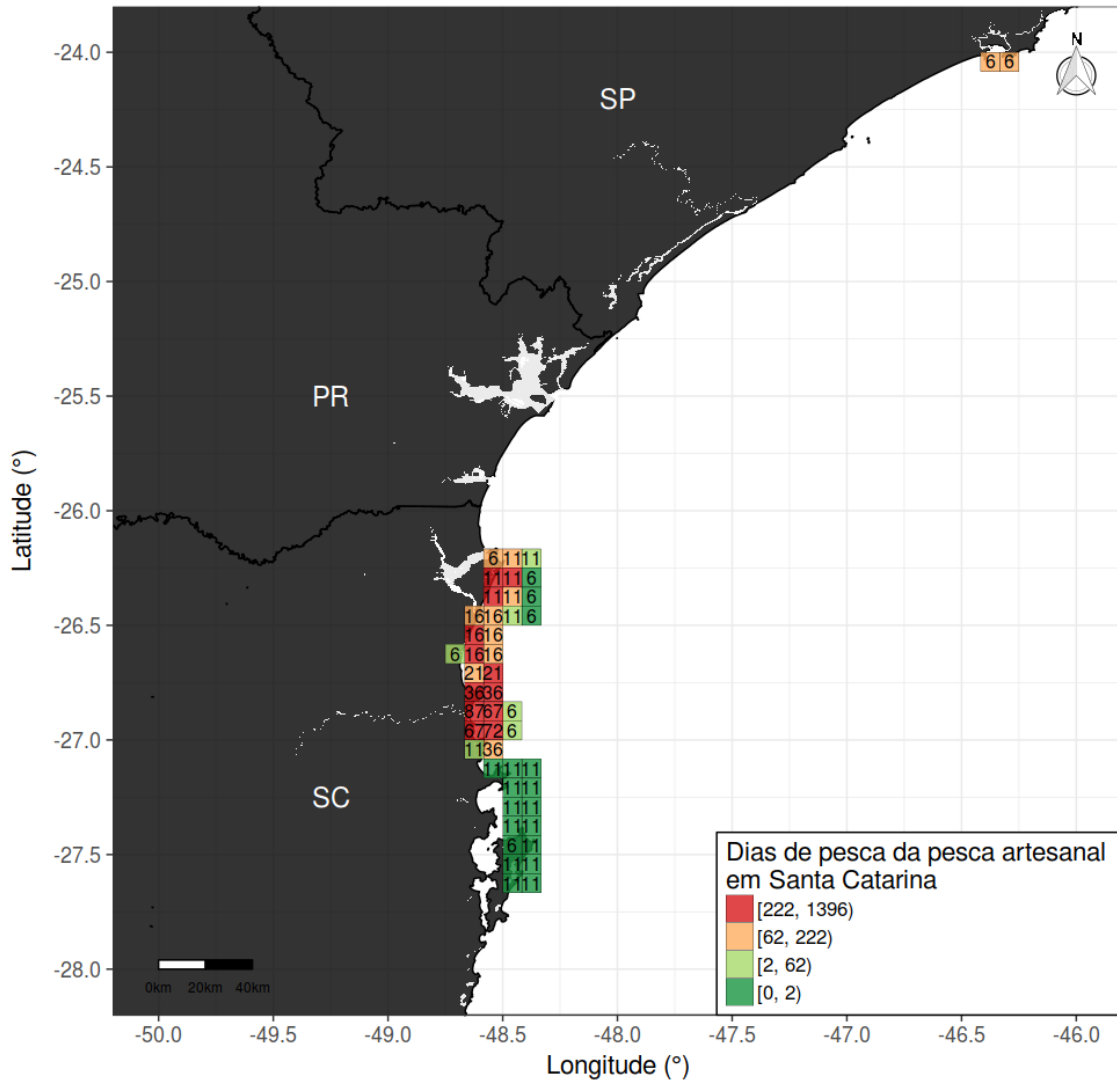 N
6 6
SP
PR
SC
-24.0
-24.5
-25.0
-25.5
-26.0
-26.5
-27.0
-27.5
-28.0
Latitude (°)
6 11 11
11 11 6
11 11 6
16 16 11 6
16 16
6 16 16
21 21
36 36
87 67 6
67 72 6
11 36
11 11 11
11 11
11 11
11 11
6 11
11 11
11 11
Dias de pesca da pesca artesanal
em Santa Catarina
[222, 1396)
[62, 222)
[2, 62)
[0, 2)
0km 20km 40km
-50.0 -49.5 -49.0 -48.5 -48.0 -47.5 -47.0 -46.5 -46.0
Longitude (°)